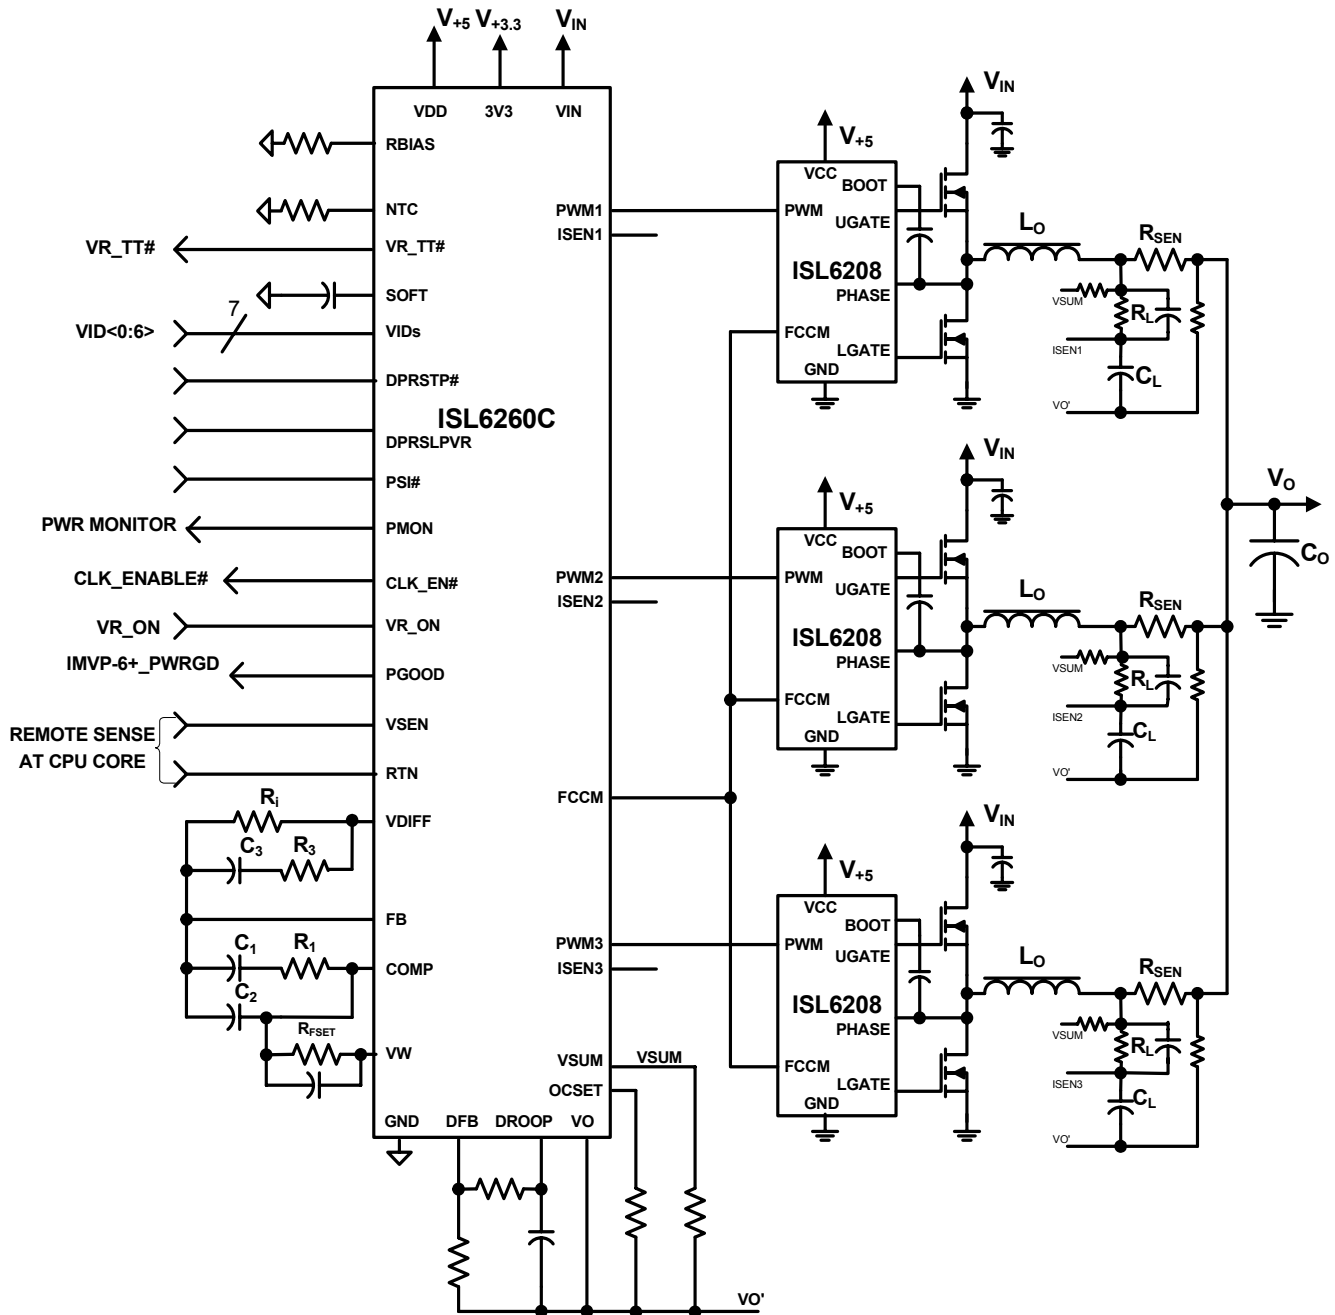 V+5
V+3.3
VIN
VDD
3V3
VIN
RBIAS
NTC
VR_TT#
VR_TT#
SOFT
7
VID<0:6>
VIDs
DPRSTP#
ISL6260C
DPRSLPVR
PSI#
PWR MONITOR
PMON
CLK_ENABLE#
CLK_EN#
VR_ON
VR_ON
IMVP-6+_PWRGD
PGOOD
REMOTE SENSE
AT CPU CORE
VSEN
RTN
Ri
VDIFF
C3
R3
FB
C1
R1
COMP
C2
RFSET
VW
GND
DFB
DROOP
VO
PWM1
ISEN1
PWM2
ISEN2
FCCM
PWM3
ISEN3
VSUM
VSUM
OCSET
VO'
V+5
VIN
VCC
BOOT
PWM
UGATE
ISL6208
PHASE
FCCM
LGATE
GND
LO
RSEN
VSUM
RL
ISEN1
CL
VO'
V+5
VIN
VCC
BOOT
PWM
UGATE
ISL6208
PHASE
FCCM
LGATE
GND
LO
RSEN
VSUM
RL
ISEN2
CL
VO'
VO
CO
V+5
VIN
VCC
BOOT
PWM
UGATE
ISL6208
PHASE
FCCM
LGATE
GND
LO
RSEN
VSUM
RL
ISEN3
CL
VO'